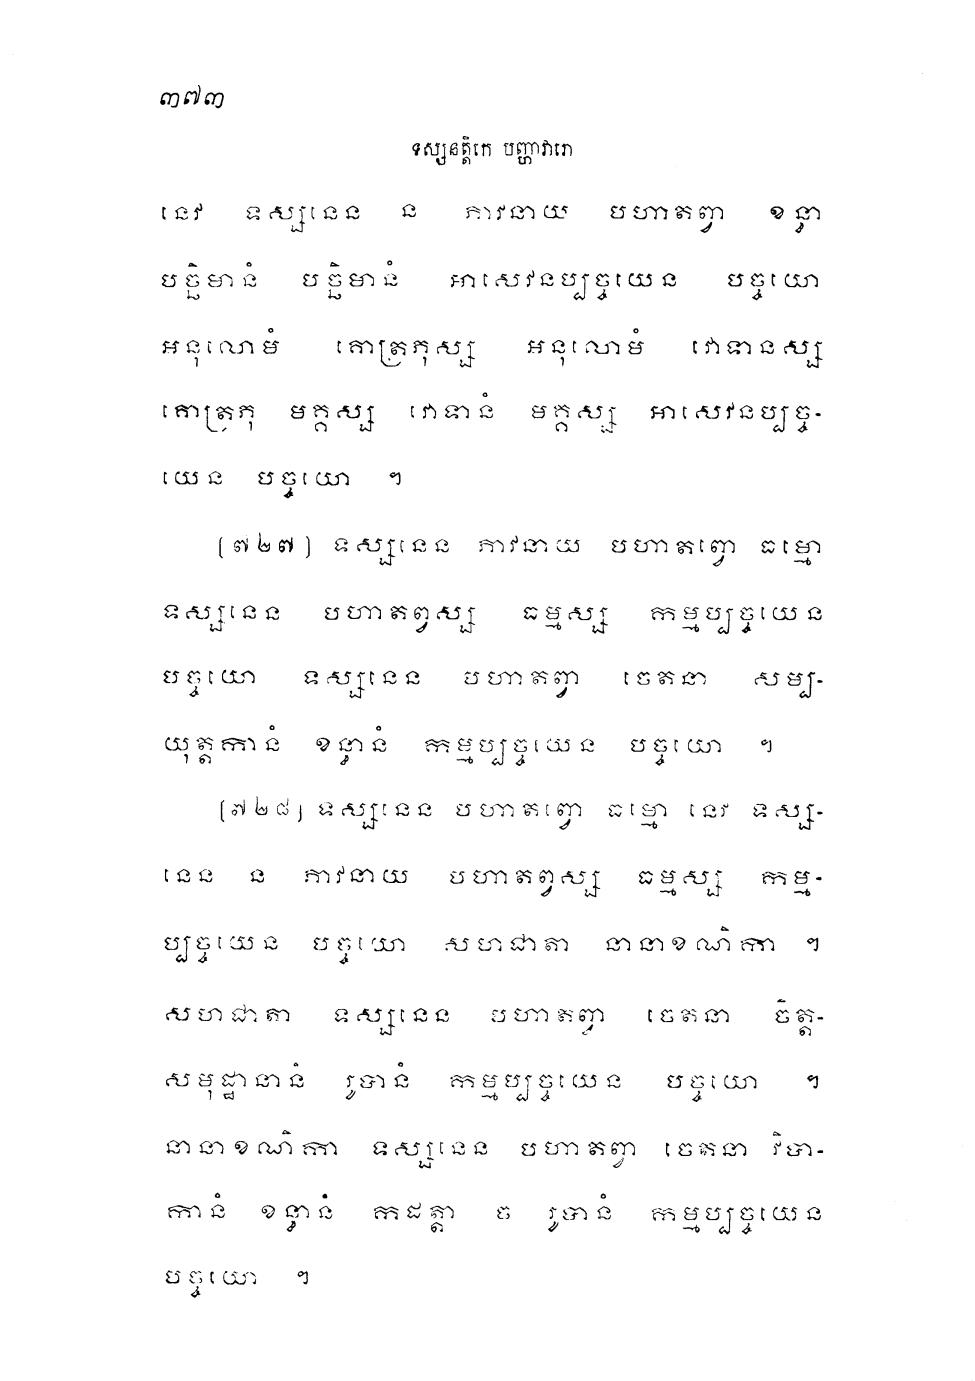 ៣៧៣
ទស្សនត្តិកេ បញ្ហាវារោ
នេវ ទស្សនេន ន ភាវនាយ បហាតព្វា ខន្ធា
បច្ឆិមានំ បច្ឆិមានំ អាសេវនប្បច្ចយេន បច្ចយោ
អនុលោមំ គោត្រភុស្ស អនុលោមំ វោទានស្ស
គោត្រភុ មគ្គស្ស វោទានំ មគ្គស្ស អាសេវនប្បច្ច-
យេន បច្ចយោ ។
(៧២៧) ទស្សនេន ភាវនាយ បហាតព្វោ ធម្មោ
ទស្សនេន បហាតព្វស្ស ធម្មស្ស កម្មប្បច្ចយេន
បច្ចយោ ទស្សនេន បហាតព្វា ចេតនា សម្ប-
យុត្តកានំ ខន្ធានំ កម្មប្បច្ចយេន បច្ចយោ ។
(៧២៨) ទស្សនេន បហាតព្វោ ធម្មោ នេវ ទស្ស-
នេន ន ភាវនាយ បហាតព្វស្ស ធម្មស្ស កម្ម-
ប្បច្ចយេន បច្ចយោ សហជាតា នានាខណិកា ។
សហជាតា ទស្សនេន បហាតព្វា ចេតនា ចិត្ត-
សមុដ្ឋានានំ រូបានំ កម្មប្បច្ចយេន បច្ចយោ ។
នានាខណិកា ទស្សនេន បហាតព្វា ចេតនា វិបា-
កានំ ខន្ធានំ កដត្តា ច រូបានំ កម្មប្បច្ចយេន
បច្ចយោ ។